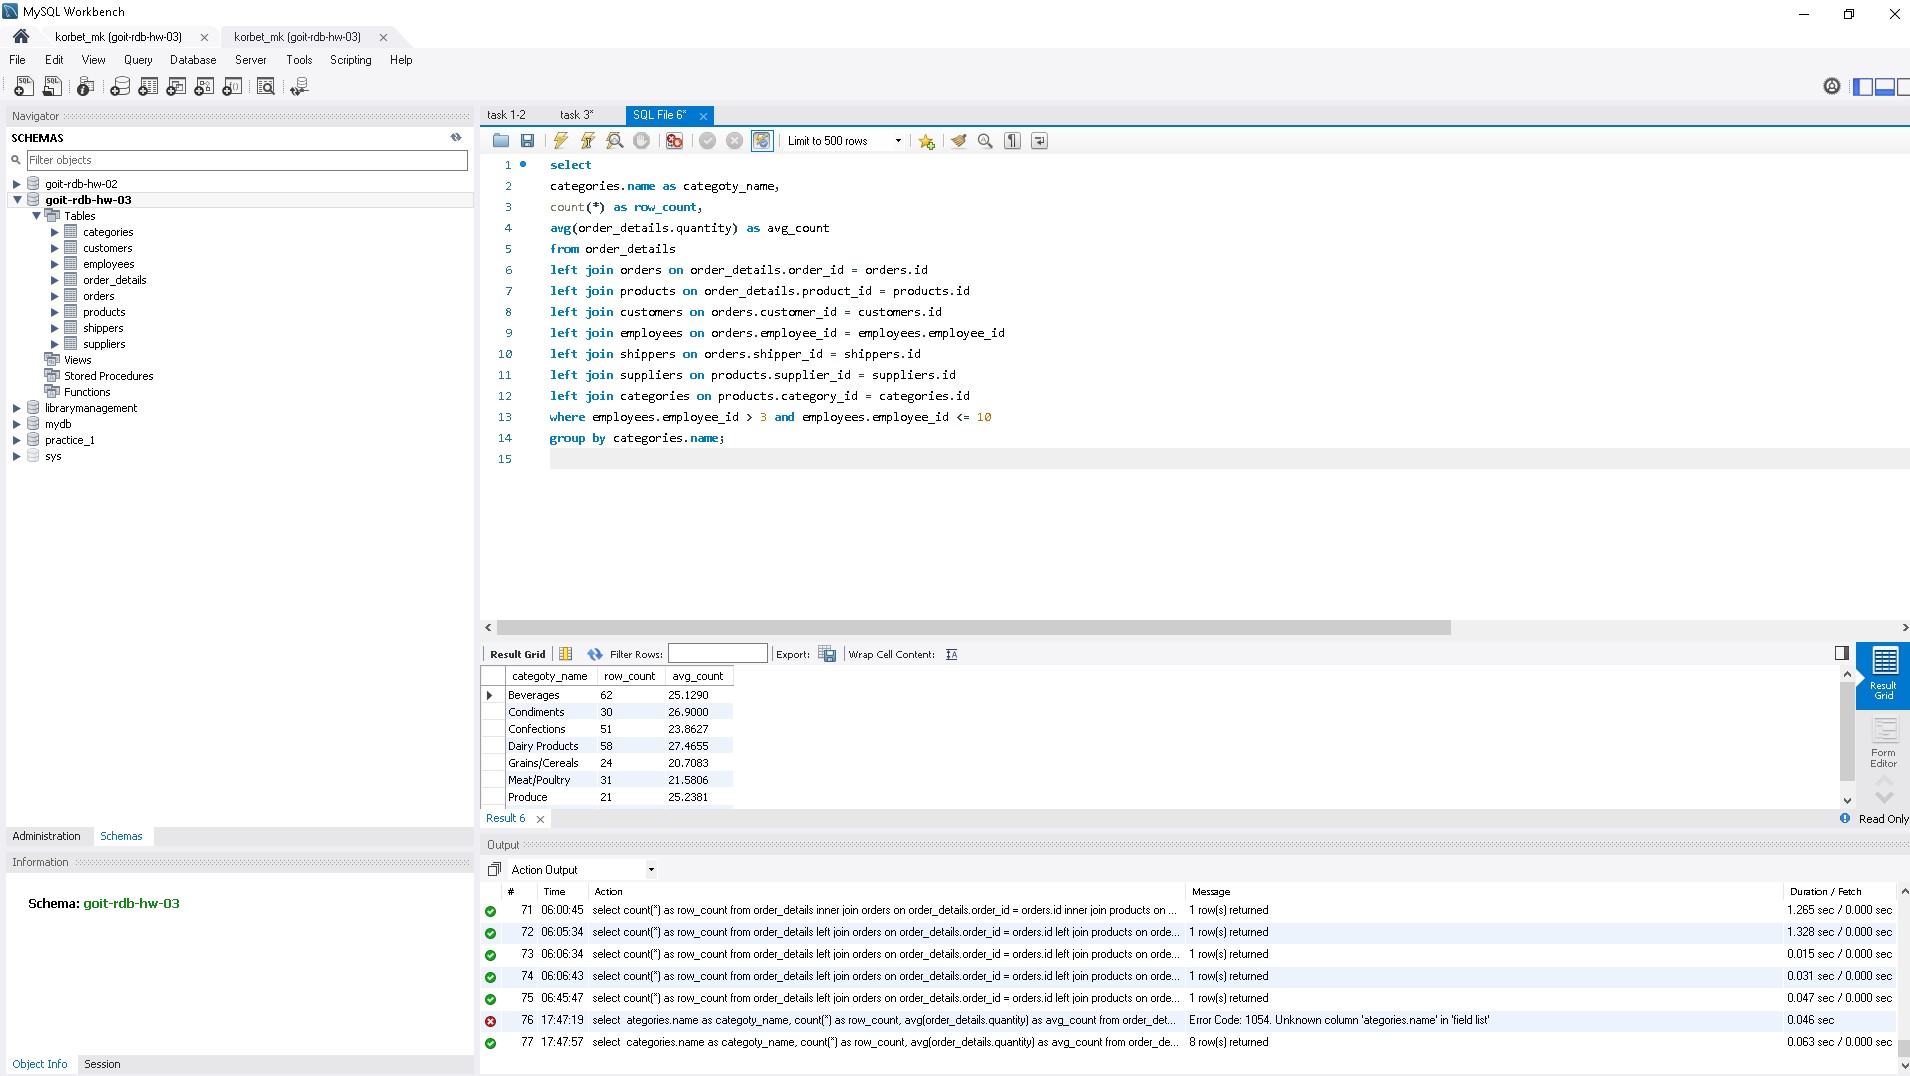 MySQL Workbench
korbet_mk (goit-rdb-hw-03)
korbet_mk (goit-rdb-hw-03)
File Edit View Query Database Server Tools Scripting Help
Navigator
SCHEMAS
Filter objects
goit-rdb-hw-02
goit-rdb-hw-03
Tables
categories
customers
employees
order_details
orders
products
shippers
suppliers
Views
Stored Procedures
Functions
librarymanagement
mydb
practice_1
sys
Administration Schemas
Information
Schema: goit-rdb-hw-03
Object Info Session
task 1-2 task 3* SQL File 6*
Limit to 500 rows
1 select
2 categories.name as categoty_name,
3 count(*) as row_count,
4 avg(order_details.quantity) as avg_count
5 from order_details
6 left join orders on order_details.order_id = orders.id
7 left join products on order_details.product_id = products.id
8 left join customers on orders.customer_id = customers.id
9 left join employees on orders.employee_id = employees.employee_id
10 left join shippers on orders.shipper_id = shippers.id
11 left join suppliers on products.supplier_id = suppliers.id
12 left join categories on products.category_id = categories.id
13 where employees.employee_id > 3 and employees.employee_id <= 10
14 group by categories.name;
15
Result Grid Filter Rows: Export: Wrap Cell Content:
categoty_name row_count avg_count
Beverages 62 25.1290
Condiments 30 26.9000
Confections 51 23.8627
Dairy Products 58 27.4655
Grains/Cereals 24 20.7083
Meat/Poultry 31 21.5806
Produce 21 25.2381
Result Grid
Form Editor
Result 6
Read Only
Output
Action Output
# Time Action Message Duration / Fetch
71 06:00:45 select count(*) as row_count from order_details inner join orders on order_details.order_id = orders.id inner join products on ... 1 row(s) returned 1.265 sec / 0.000 sec
72 06:05:34 select count(*) as row_count from order_details left join orders on order_details.order_id = orders.id left join products on orde... 1 row(s) returned 1.328 sec / 0.000 sec
73 06:06:34 select count(*) as row_count from order_details left join orders on order_details.order_id = orders.id left join products on orde... 1 row(s) returned 0.015 sec / 0.000 sec
74 06:06:43 select count(*) as row_count from order_details left join orders on order_details.order_id = orders.id left join products on orde... 1 row(s) returned 0.031 sec / 0.000 sec
75 06:45:47 select count(*) as row_count from order_details left join orders on order_details.order_id = orders.id left join products on orde... 1 row(s) returned 0.047 sec / 0.000 sec
76 17:47:19 select ategories.name as categoty_name, count(*) as row_count, avg(order_details.quantity) as avg_count from order_det... Error Code: 1054. Unknown column 'ategories.name' in 'field list' 0.046 sec
77 17:47:57 select categories.name as categoty_name, count(*) as row_count, avg(order_details.quantity) as avg_count from order_de... 8 row(s) returned 0.063 sec / 0.000 sec